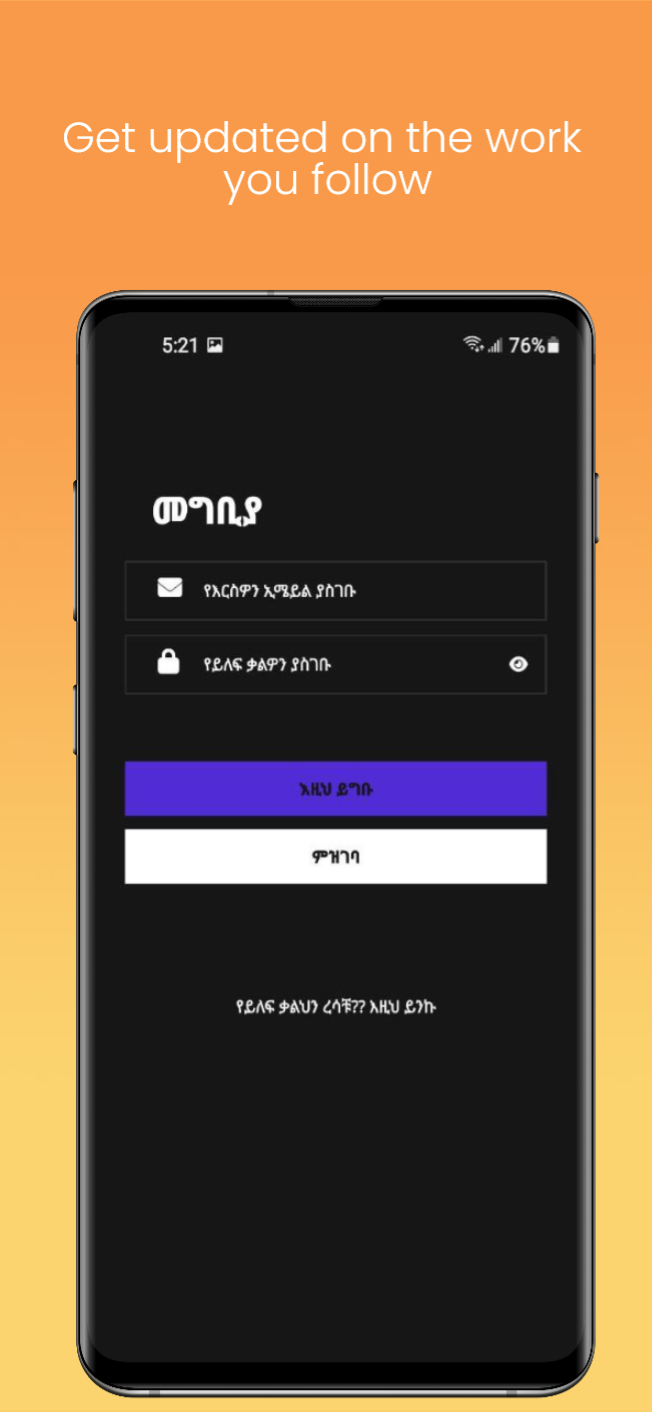 Get updated on the work
you follow
5:21
76%
መግቢያ
የእርስዎን ኢሜይል ያስገቡ
የይለፍ ቃልዎን ያስገቡ
እዚህ ይግቡ
ምዝገባ
የይለፍ ቃልህን ረሳቾ?? እዚህ ይንኩ